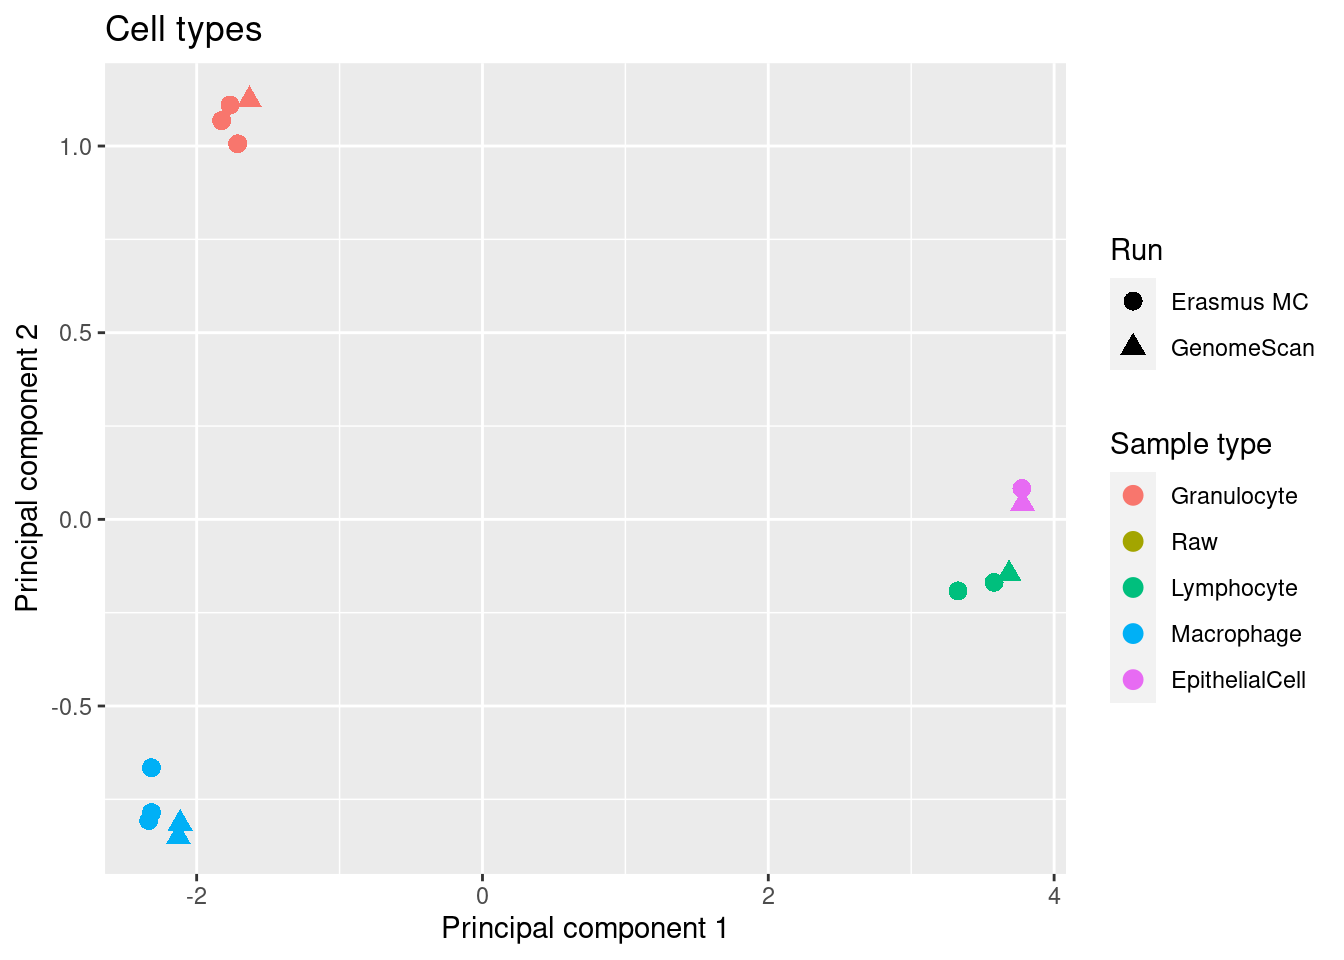 Cell types
1.0
0.5
0.0
-0.5
Principal component 2
-2
0
2
4
Principal component 1
Run
Erasmus MC
GenomeScan
Sample type
Granulocyte
Raw
Lymphocyte
Macrophage
EpithelialCell